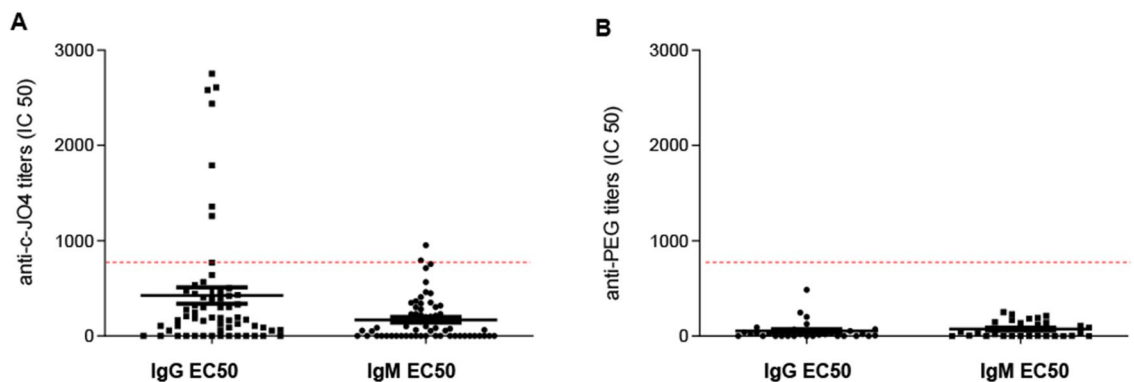 A
anti-c-JO4 titers (IC 50)
3000
2000
1000
0
IgG EC50 IgM EC50
B
anti-PEG titers (IC 50)
3000
2000
1000
0
IgG EC50 IgM EC50